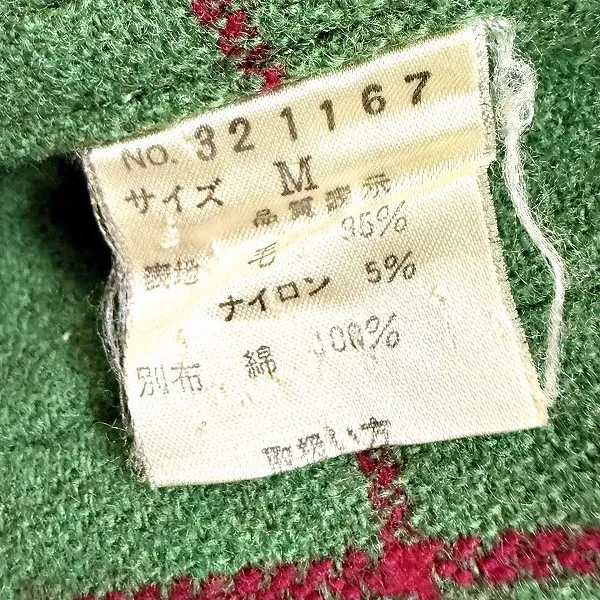 NO. 321167
サイズ M
品質表示
表地 毛 95%
ナイロン 5%
別布 綿 100%
取扱い方